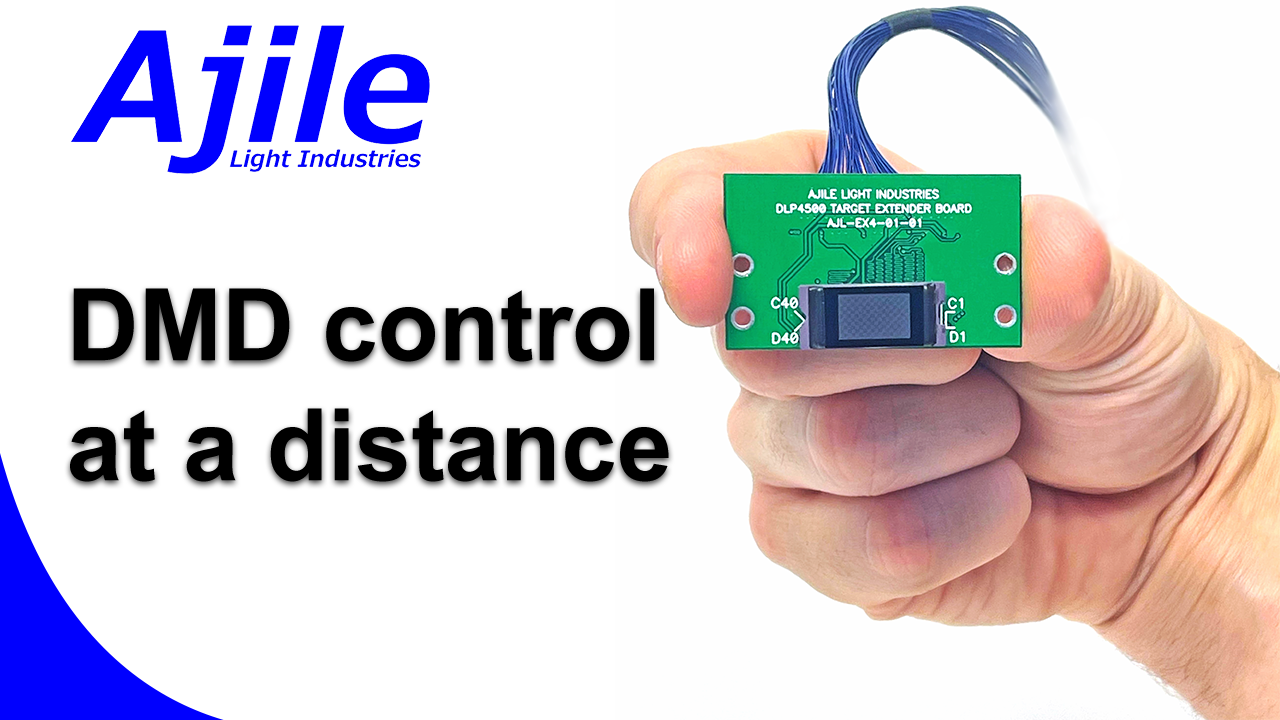 Ajile
Light Industries
DMD control
at a distance
AJILE LIGHT INDUSTRIES
DLP4500 TARGET EXTENDER BOARD
AJL-EX4-01-01
C40 C1
D40 D1